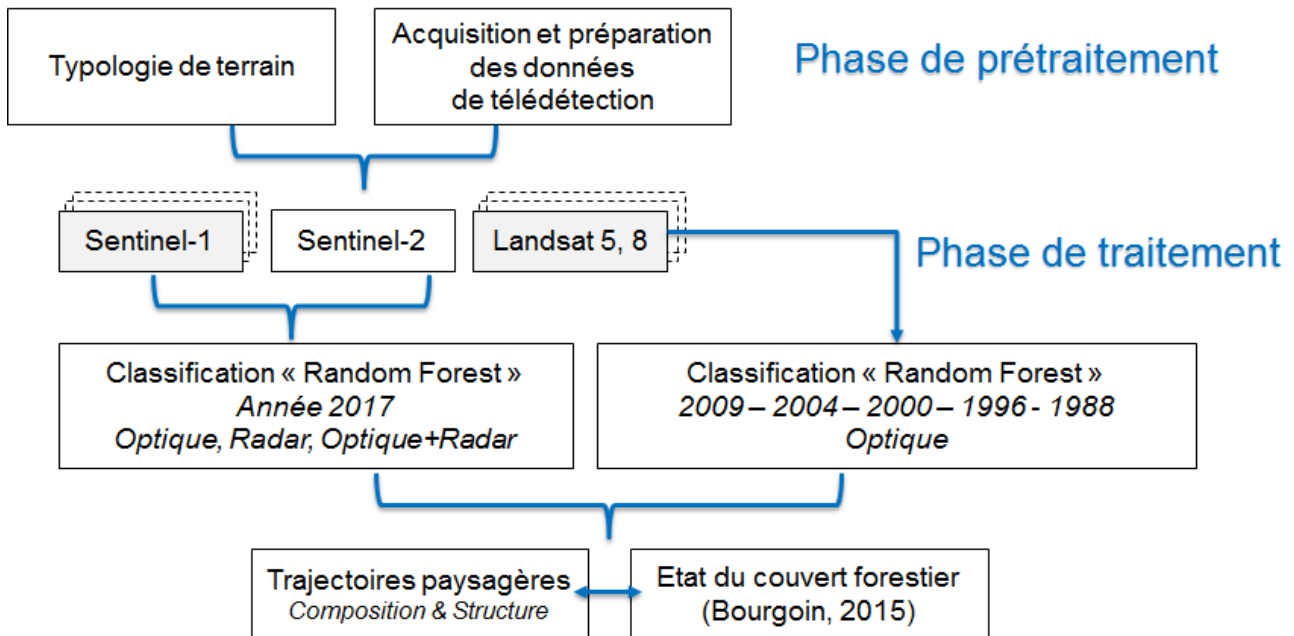 Typologie de terrain
Acquisition et préparation
des données
de télédétection
Phase de prétraitement
Sentinel-1
Sentinel-2
Landsat 5, 8
Phase de traitement
Classification « Random Forest »
Année 2017
Optique, Radar, Optique+Radar
Classification « Random Forest »
2009 – 2004 – 2000 – 1996 - 1988
Optique
Trajectoires paysagères
Composition & Structure
Etat du couvert forestier
(Bourgoin, 2015)